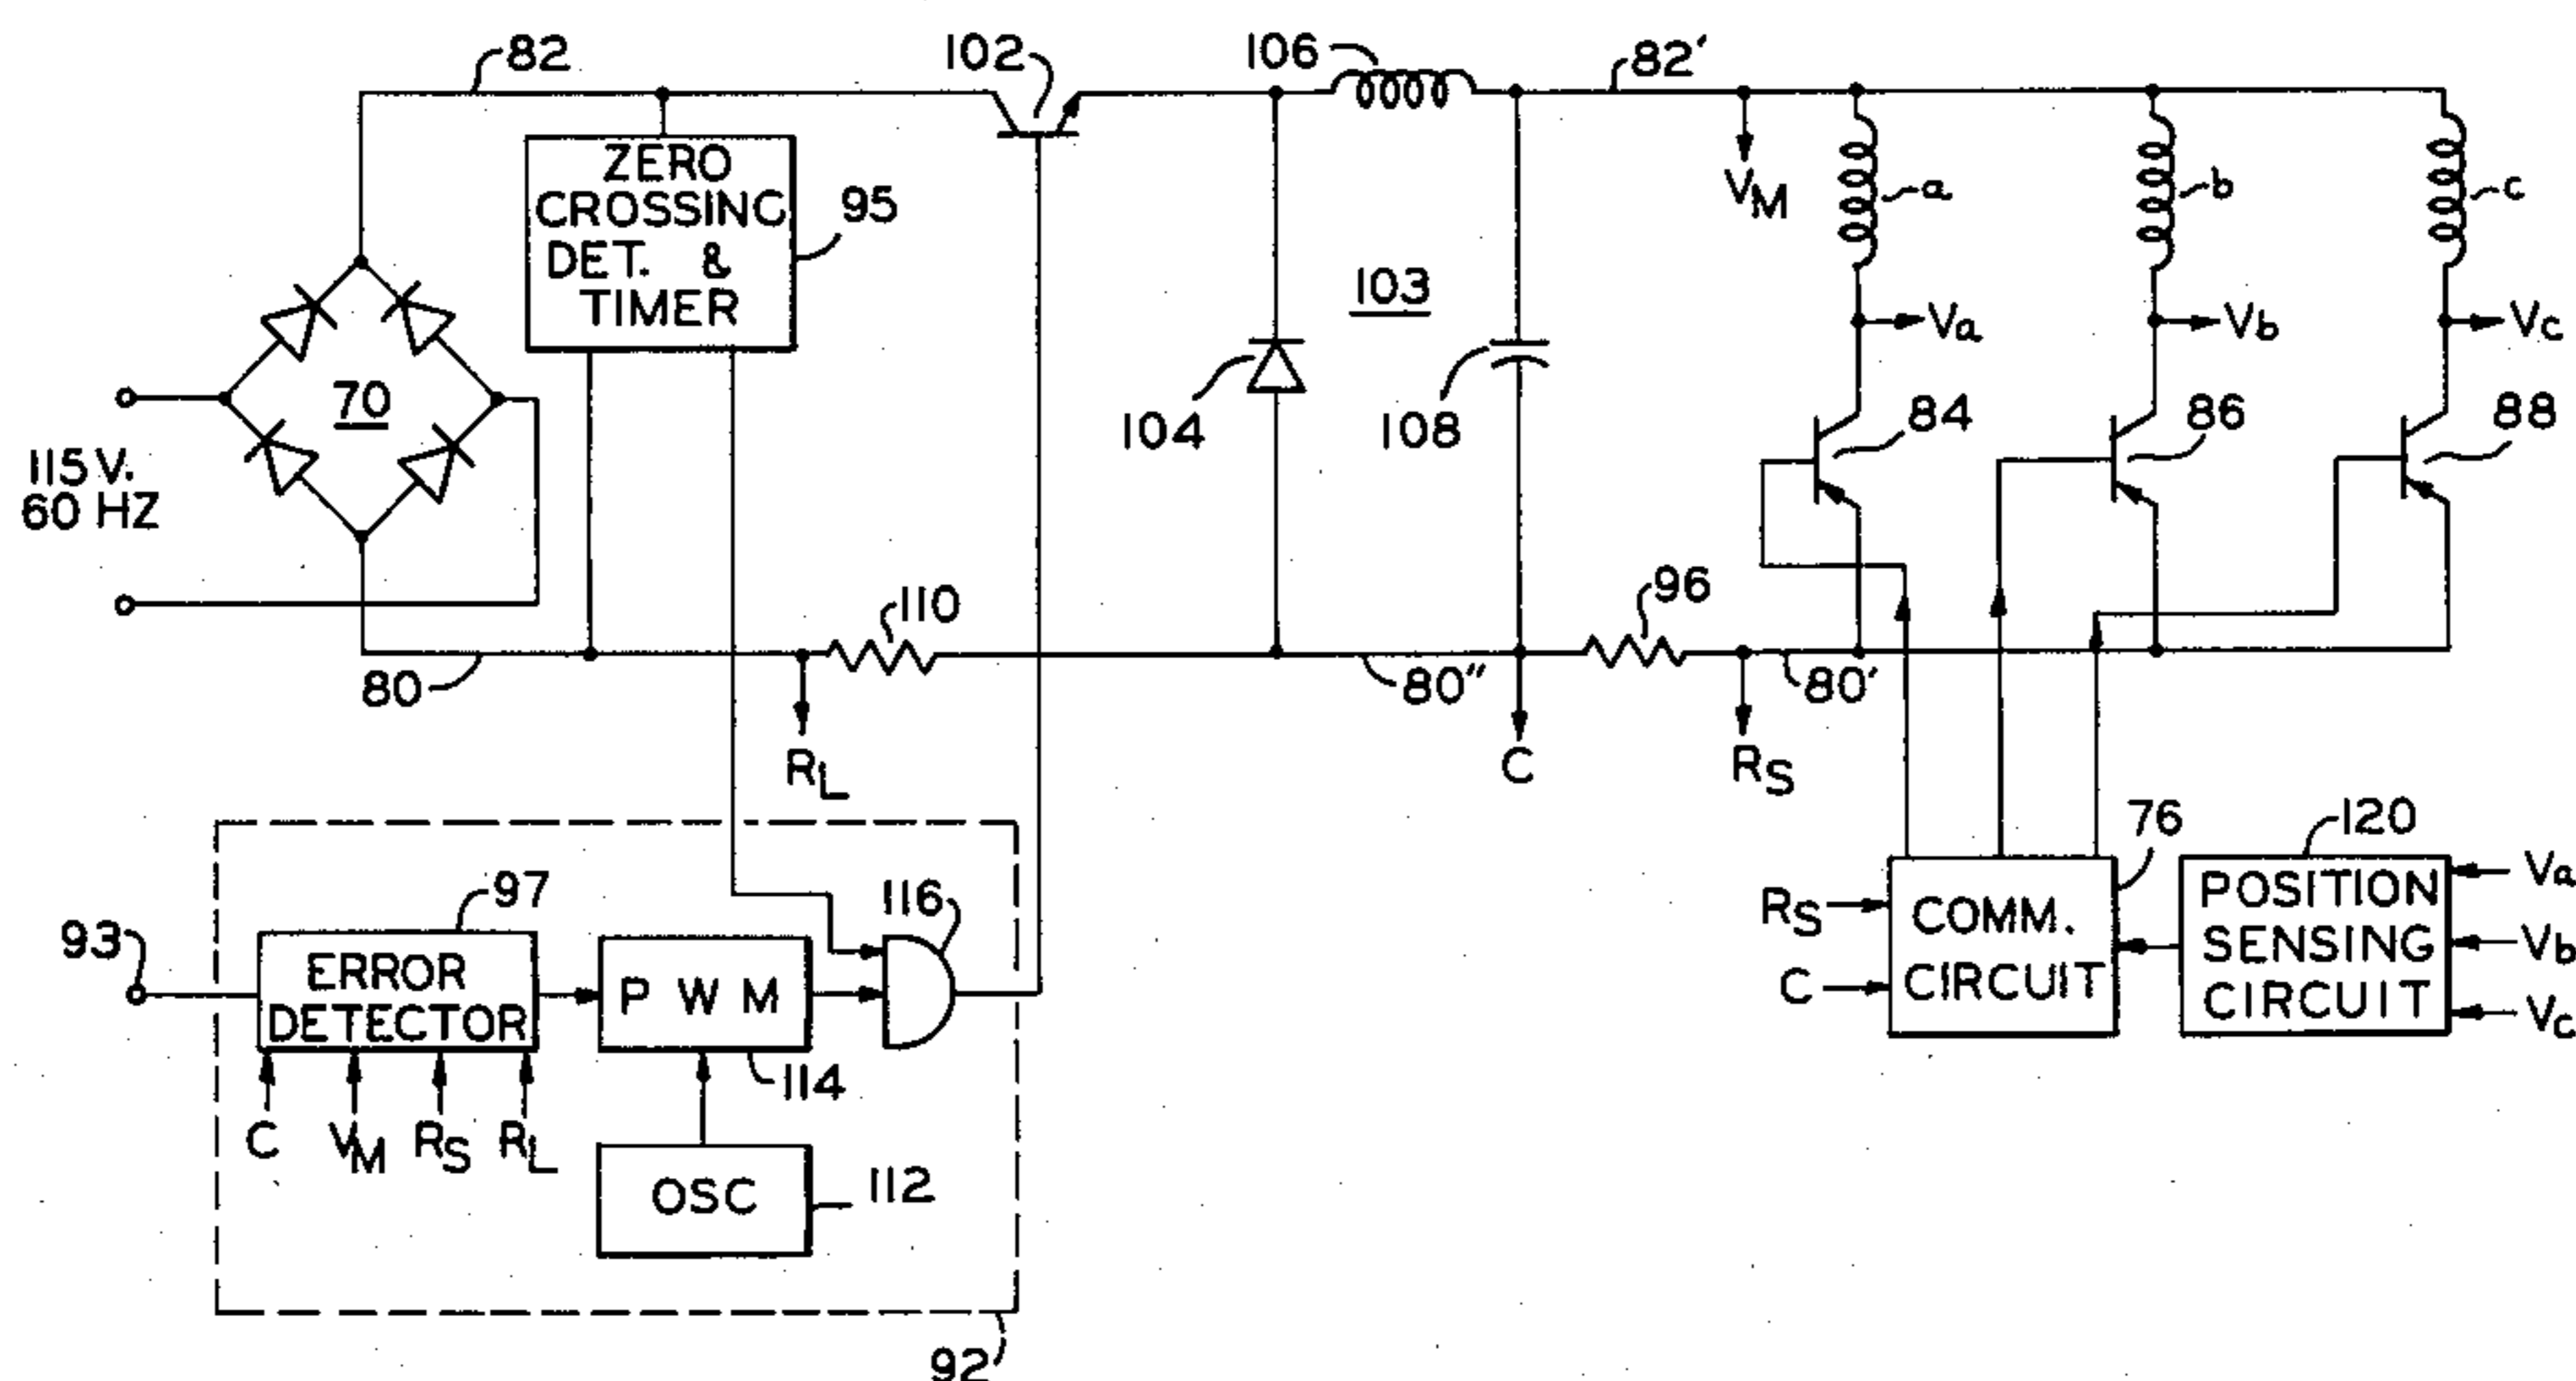 82
102
106
82'
ZERO
CROSSING
DET. &
TIMER
95
VM
a
b
c
103
70
Va
Vb
Vc
104
108
84
86
88
115 V.
60 HZ
110
96
80
80"
80'
RL
C
RS
76
120
97
116
93
ERROR
DETECTOR
P W M
RS
C
COMM.
CIRCUIT
POSITION
SENSING
CIRCUIT
Va
Vb
Vc
114
C
VM
RS
RL
OSC
112
92